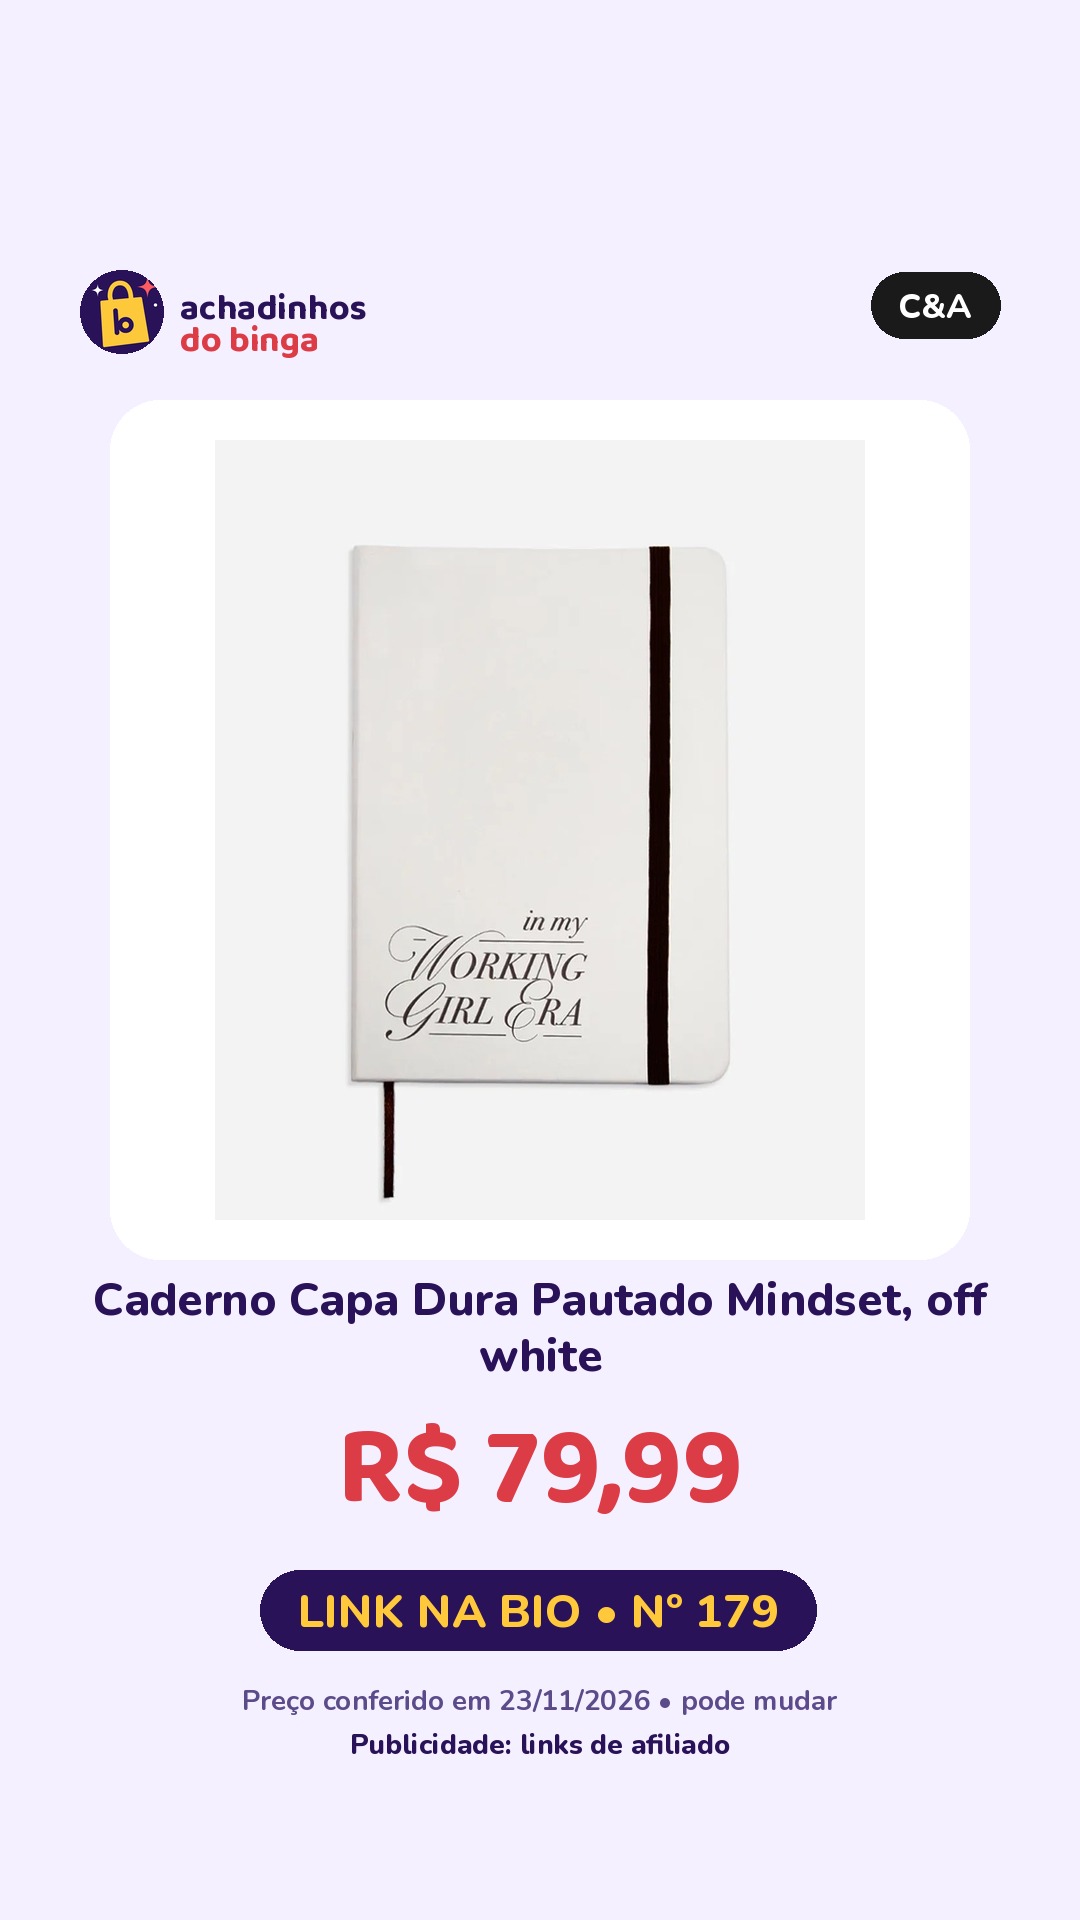 b
achadinhos
do binga
C&A
in my
WORKING
GIRL ERA
Caderno Capa Dura Pautado Mindset, off
white
R$ 79,99
LINK NA BIO • Nº 179
Preço conferido em 23/11/2026 • pode mudar
Publicidade: links de afiliado